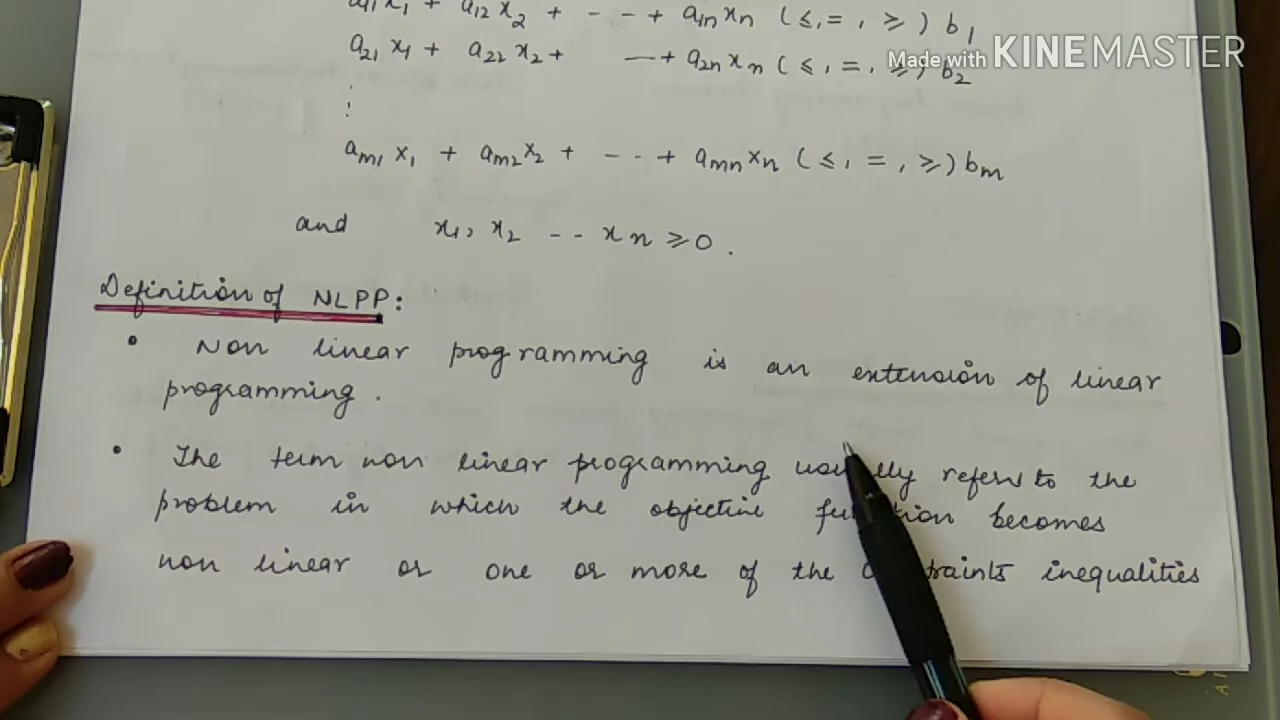 a11 x1 + a12 x2 + - - + a1n xn (≤, =, ≥) b1
a21 x1 + a22 x2 + — + a2n xn (≤, =, ≥) b2
Made with KINEMASTER
⋮
am1 x1 + am2 x2 + - - + amn xn (≤, =, ≥) bm
and x1, x2 - - xn ≥ 0.
Definition of NLPP:
• Non linear programming is an extension of linear
programming.
• The term non linear programming usually refers to the
problem in which the objective function becomes
non linear or one or more of the constraints inequalities